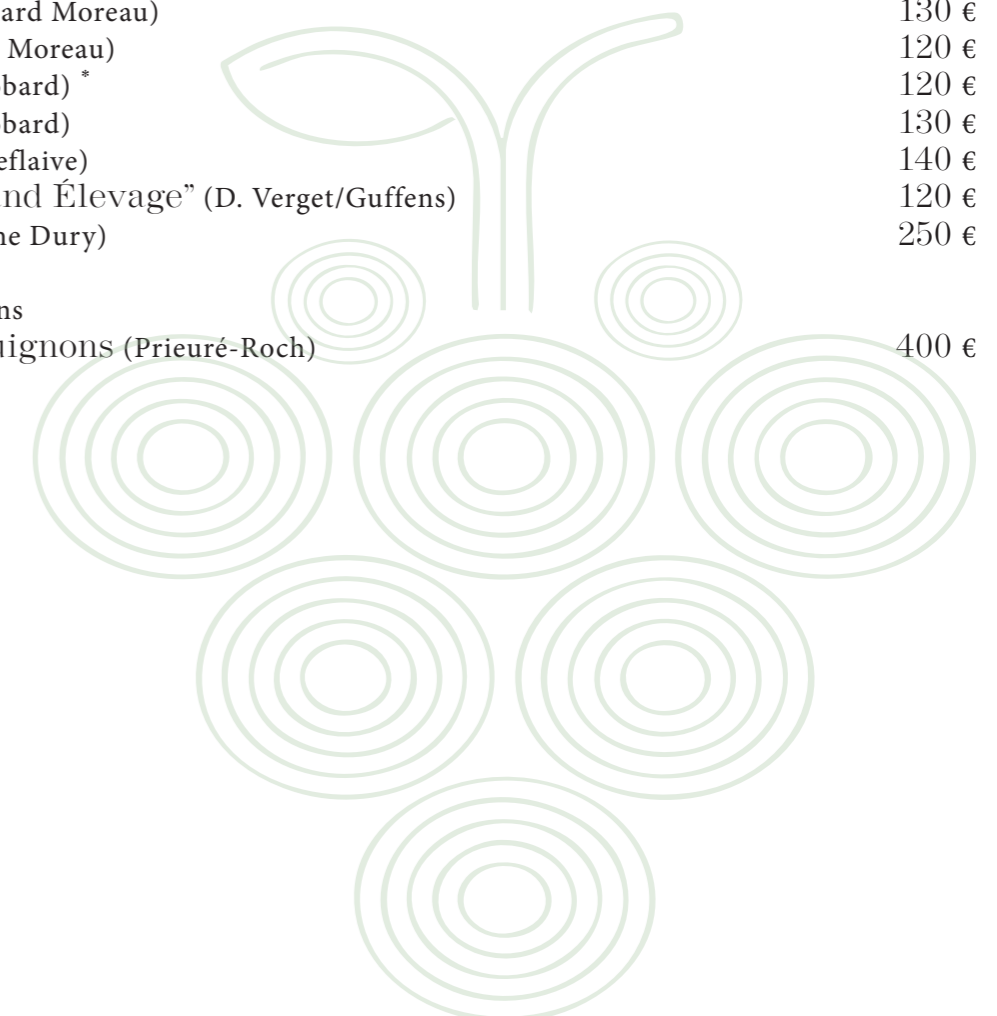 ard Moreau) 130 €
Moreau) 120 €
bard) * 120 €
bard) 130 €
eflaive) 140 €
nd Élevage” (D. Verget/Guffens) 120 €
ne Dury) 250 €
ns
uignons (Prieuré-Roch) 400 €